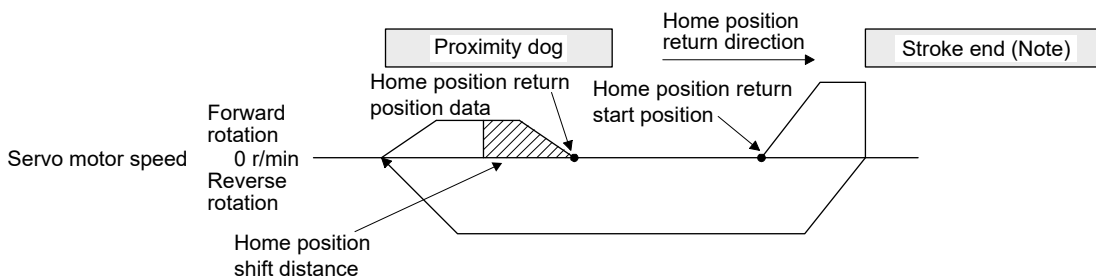 Proximity dog
Home position
return direction
Stroke end (Note)
Home position return
position data
Home position return
start position
Forward
rotation
Servo motor speed
0 r/min
Reverse
rotation
Home position
shift distance